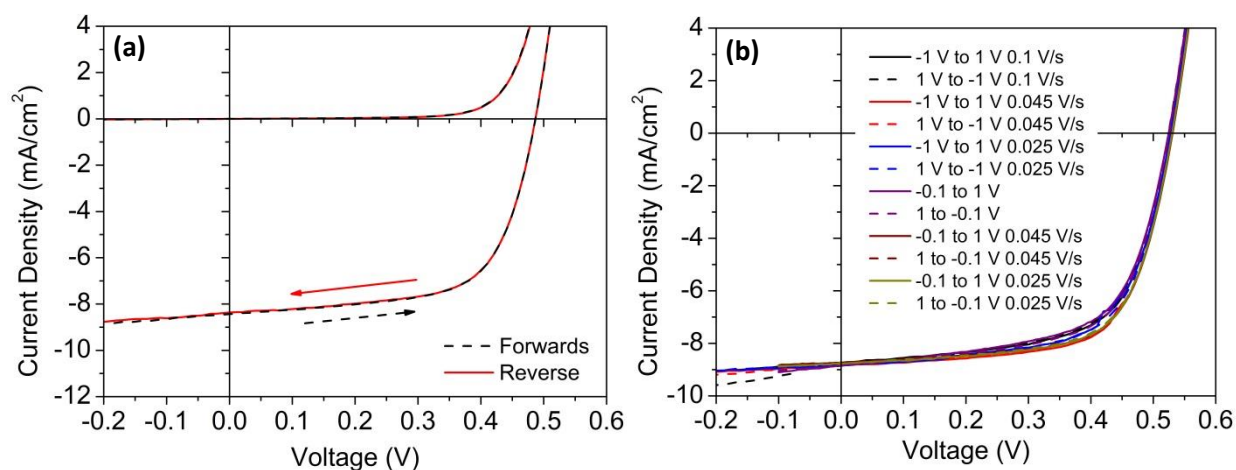 (a)
Current Density (mA/cm²)
4
2
0
-2
-4
-6
-8
-10
-12
-0.2 -0.1 0.0 0.1 0.2 0.3 0.4 0.5 0.6
Voltage (V)
Forwards
Reverse
(b)
Current Density (mA/cm²)
4
2
0
-2
-4
-6
-8
-10
-0.2 -0.1 0.0 0.1 0.2 0.3 0.4 0.5 0.6
Voltage (V)
-1 V to 1 V 0.1 V/s
1 V to -1 V 0.1 V/s
-1 V to 1 V 0.045 V/s
1 V to -1 V 0.045 V/s
-1 V to 1 V 0.025 V/s
1 V to -1 V 0.025 V/s
-0.1 to 1 V
1 to -0.1 V
-0.1 to 1 V 0.045 V/s
1 to -0.1 V 0.045 V/s
-0.1 to 1 V 0.025 V/s
1 to -0.1 V 0.025 V/s